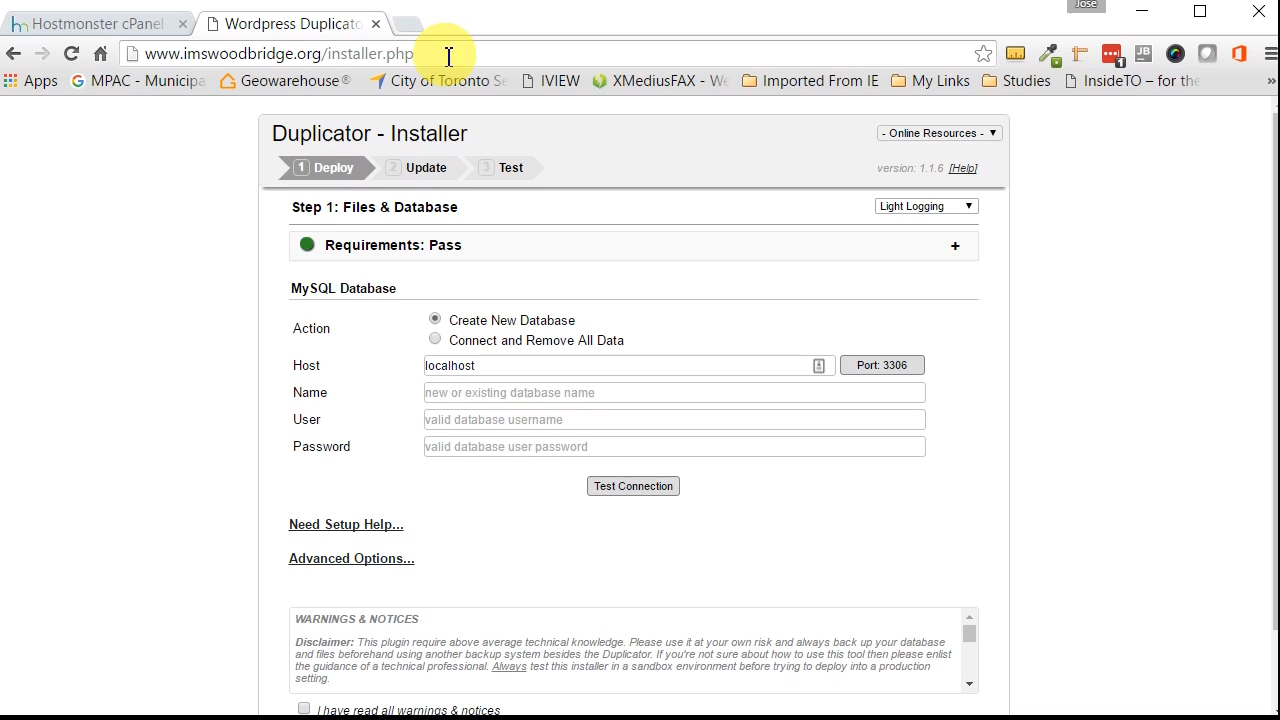 Jose
Hostmonster cPanel
Wordpress Duplicato
www.imswoodbridge.org/installer.php
1
JB
Apps
MPAC - Municipa
Geowarehouse®
City of Toronto Se
IVIEW
XMediusFAX - We
Imported From IE
My Links
Studies
InsideTO – for the
»
Duplicator - Installer
- Online Resources -
1 Deploy
2 Update
3 Test
version: 1.1.6 [Help]
Step 1: Files & Database
Light Logging
Requirements: Pass
+
MySQL Database
Action
Create New Database
Connect and Remove All Data
Host
localhost
Port: 3306
Name
new or existing database name
User
valid database username
Password
valid database user password
Test Connection
Need Setup Help...
Advanced Options...
WARNINGS & NOTICES
Disclaimer: This plugin require above average technical knowledge. Please use it at your own risk and always back up your database
and files beforehand using another backup system besides the Duplicator. If you're not sure about how to use this tool then please enlist
the guidance of a technical professional. Always test this installer in a sandbox environment before trying to deploy into a production
setting.
I have read all warnings & notices